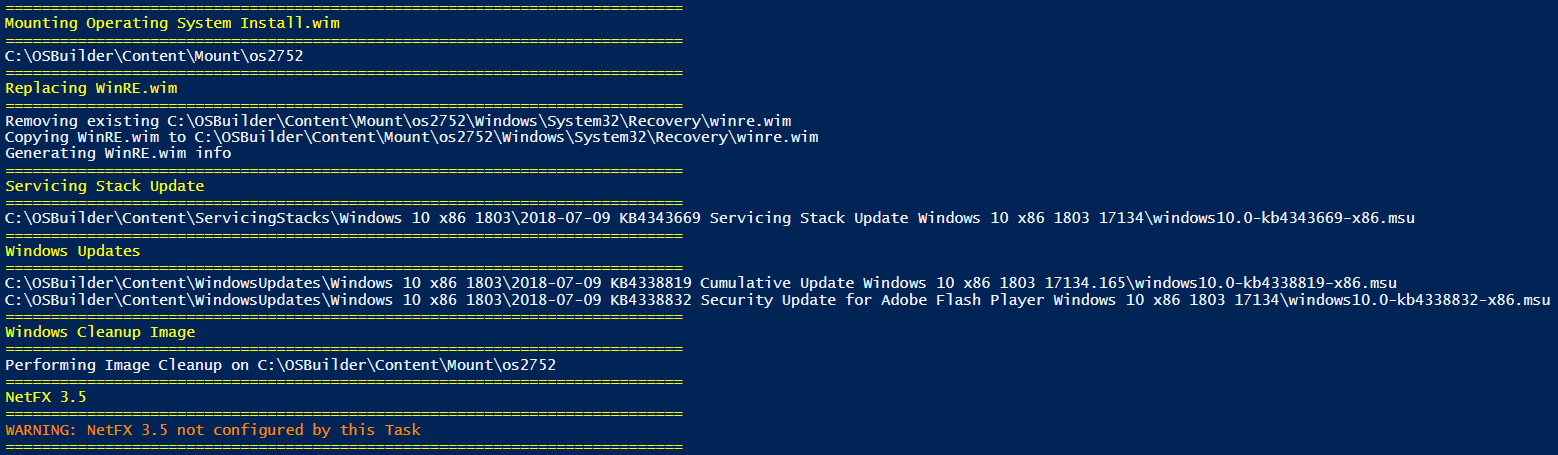 ===========================================================================
Mounting Operating System Install.wim
===========================================================================
C:\OSBuilder\Content\Mount\os2752
===========================================================================
Replacing WinRE.wim
===========================================================================
Removing existing C:\OSBuilder\Content\Mount\os2752\Windows\System32\Recovery\winre.wim
Copying WinRE.wim to C:\OSBuilder\Content\Mount\os2752\Windows\System32\Recovery\winre.wim
Generating WinRE.wim info
===========================================================================
Servicing Stack Update
===========================================================================
C:\OSBuilder\Content\ServicingStacks\Windows 10 x86 1803\2018-07-09 KB4343669 Servicing Stack Update Windows 10 x86 1803 17134\windows10.0-kb4343669-x86.msu
===========================================================================
Windows Updates
===========================================================================
C:\OSBuilder\Content\WindowsUpdates\Windows 10 x86 1803\2018-07-09 KB4338819 Cumulative Update Windows 10 x86 1803 17134.165\windows10.0-kb4338819-x86.msu
C:\OSBuilder\Content\WindowsUpdates\Windows 10 x86 1803\2018-07-09 KB4338832 Security Update for Adobe Flash Player Windows 10 x86 1803 17134\windows10.0-kb4338832-x86.msu
===========================================================================
Windows Cleanup Image
===========================================================================
Performing Image Cleanup on C:\OSBuilder\Content\Mount\os2752
===========================================================================
NetFX 3.5
===========================================================================
WARNING: NetFX 3.5 not configured by this Task
===========================================================================